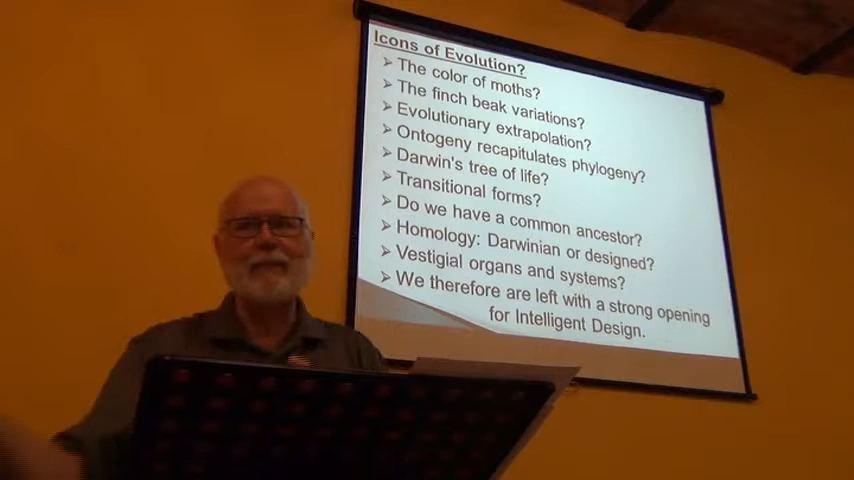 Icons of Evolution?
➢ The color of moths?
➢ The finch beak variations?
➢ Evolutionary extrapolation?
➢ Ontogeny recapitulates phylogeny?
➢ Darwin's tree of life?
➢ Transitional forms?
➢ Do we have a common ancestor?
➢ Homology: Darwinian or designed?
➢ Vestigial organs and systems?
➢ We therefore are left with a strong opening
for Intelligent Design.